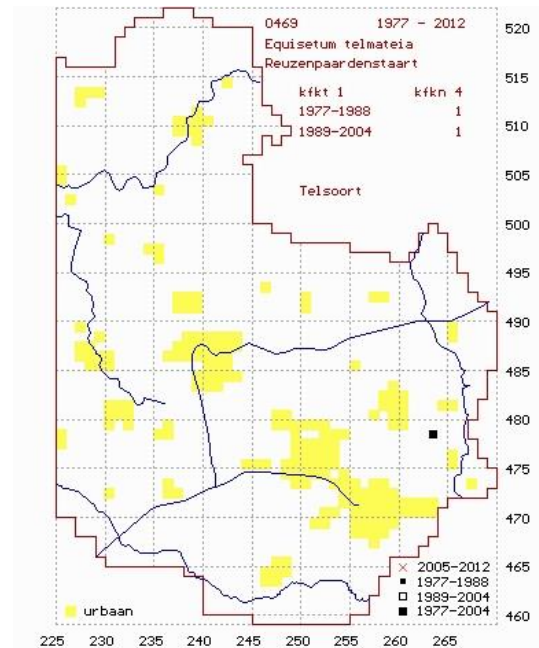 0469 1977 - 2012
Equisetum telmateia
Reuzenpaardenstaart
kfkt 1 kfkn 4
1977-1988 1
1989-2004 1
Telsoort
520
515
510
505
500
495
490
485
480
475
470
465
460
2005-2012
1977-1988
1989-2004
1977-2004
urbaan
225 230 235 240 245 250 255 260 265